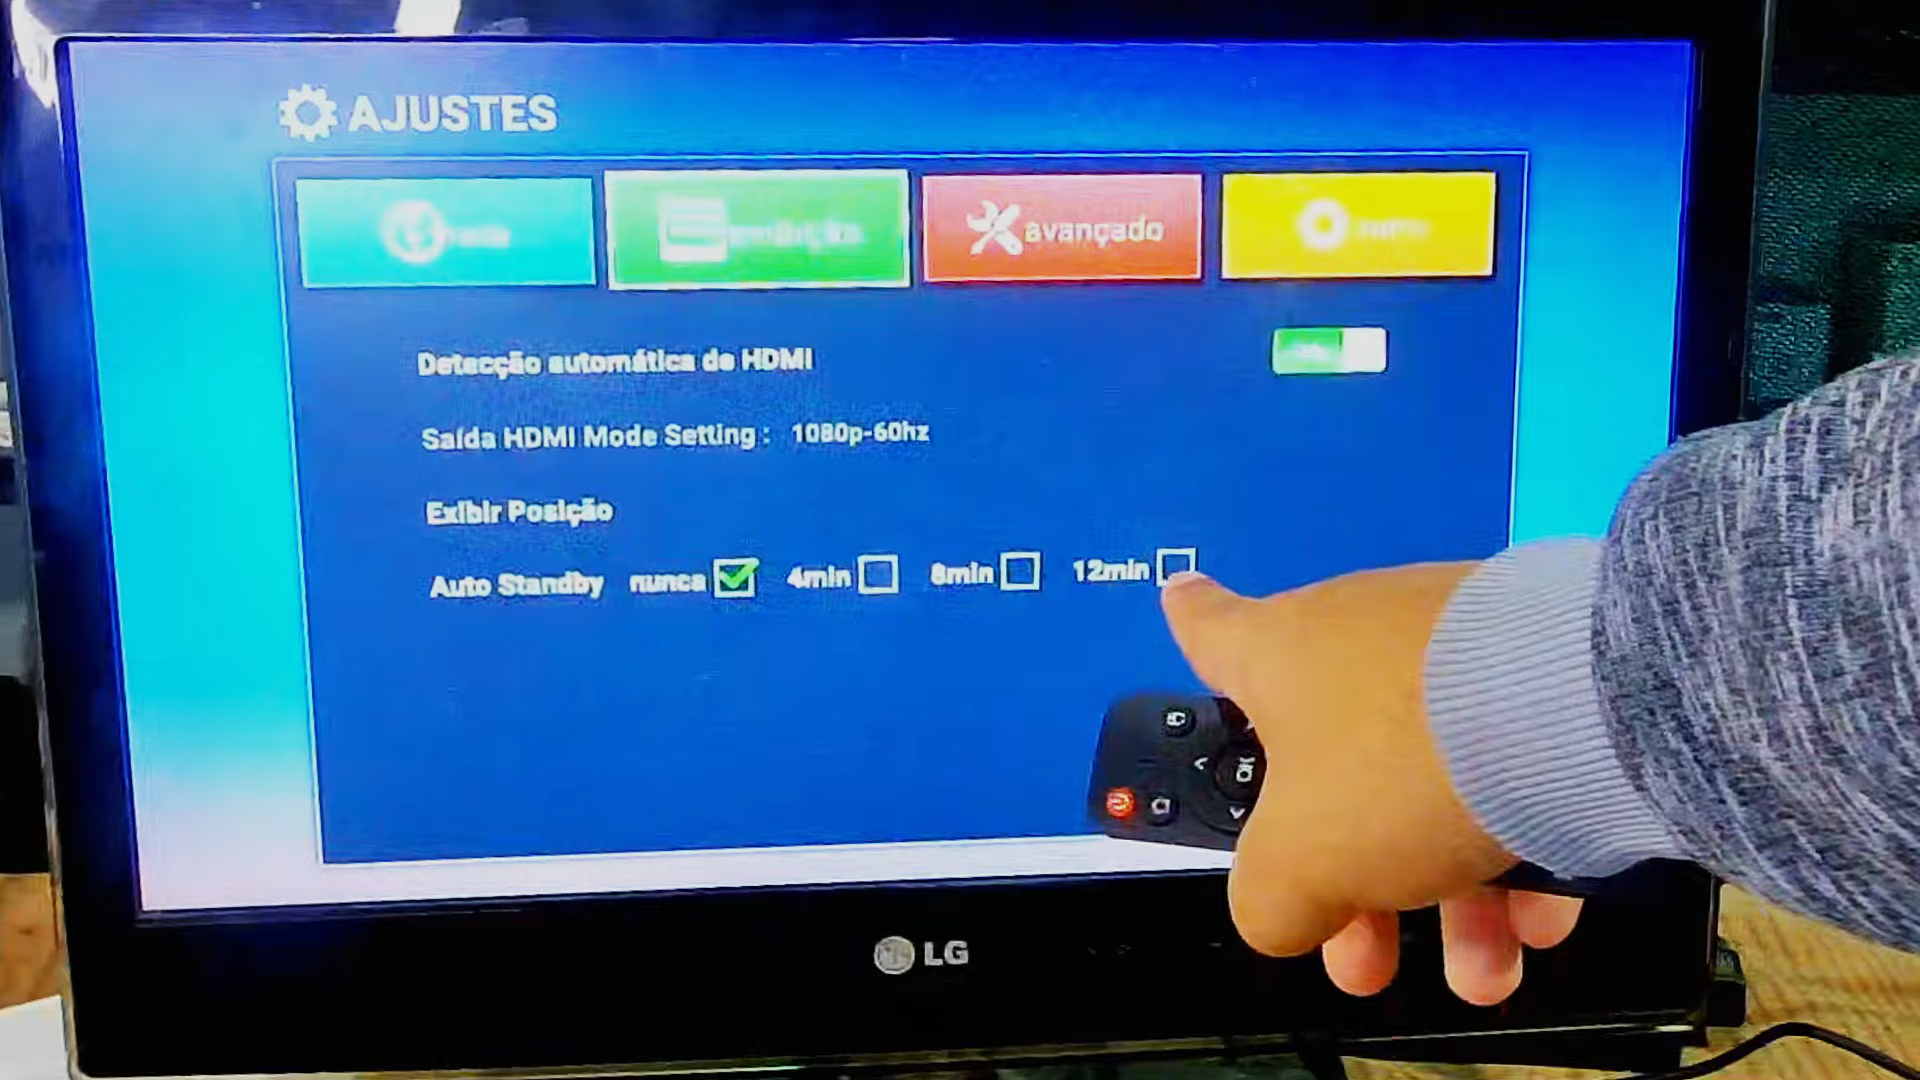 AJUSTES
avançado
Detecção automática de HDMI
Saída HDMI Mode Setting : 1080p-60hz
Exibir Posição
Auto Standby nunca 4min 8min 12min
OK
LG